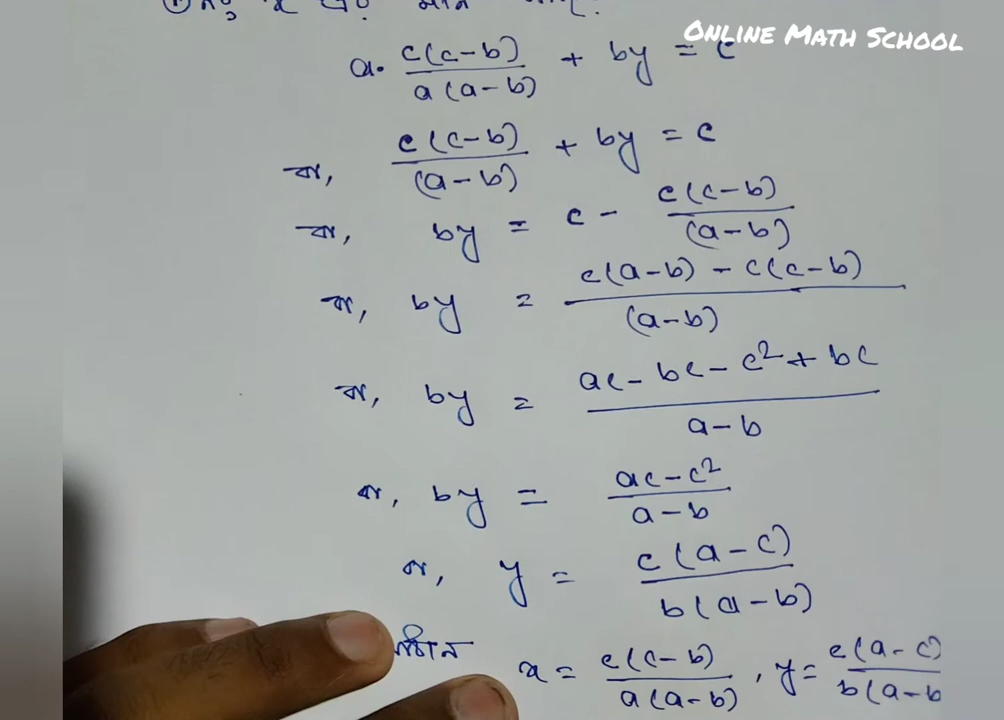 ONLINE MATH SCHOOL
a. c(c-b)/a(a-b) + by = c
বা, c(c-b)/(a-b) + by = c
বা, by = c - c(c-b)/(a-b)
বা, by = c(a-b) - c(c-b)/(a-b)
বা, by = ac - bc - c²+ bc/a-b
বা, by = ac-c²/a-b
বা, y = c(a-c)/b(a-b)
x = c(c-b)/a(a-b) , y = c(a-c)/b(a-b